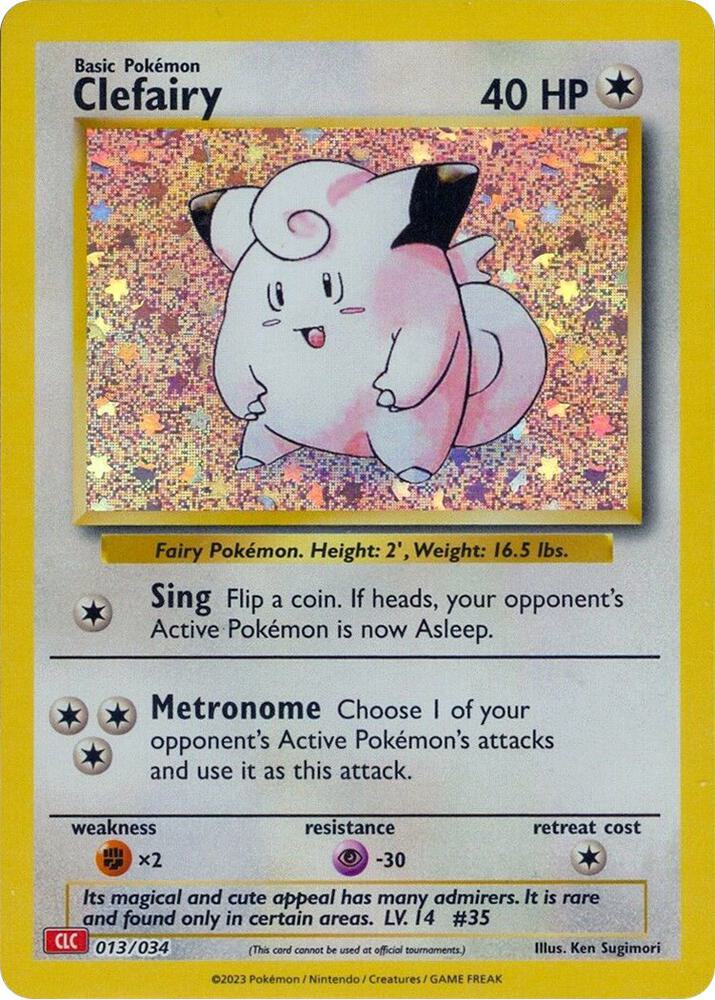 Basic Pokémon
Clefairy
40 HP
Fairy Pokémon. Height: 2', Weight: 16.5 lbs.
Sing Flip a coin. If heads, your opponent's
Active Pokémon is now Asleep.
Metronome Choose 1 of your
opponent's Active Pokémon's attacks
and use it as this attack.
weakness resistance retreat cost
×2 -30
Its magical and cute appeal has many admirers. It is rare
and found only in certain areas. LV. 14 #35
CLC 013/034 (This card cannot be used at official tournaments.) Illus. Ken Sugimori
©2023 Pokémon / Nintendo / Creatures / GAME FREAK